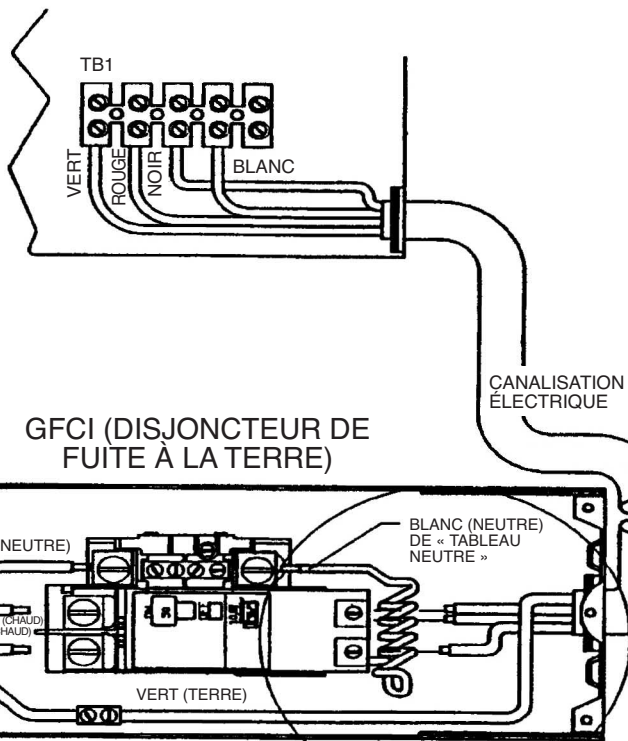 TB1
VERT
ROUGE
NOIR
BLANC
CANALISATION
ÉLECTRIQUE
GFCI (DISJONCTEUR DE
FUITE À LA TERRE)
NEUTRE)
BLANC (NEUTRE)
DE « TABLEAU
NEUTRE »
(CHAUD)
HAUD)
VERT (TERRE)